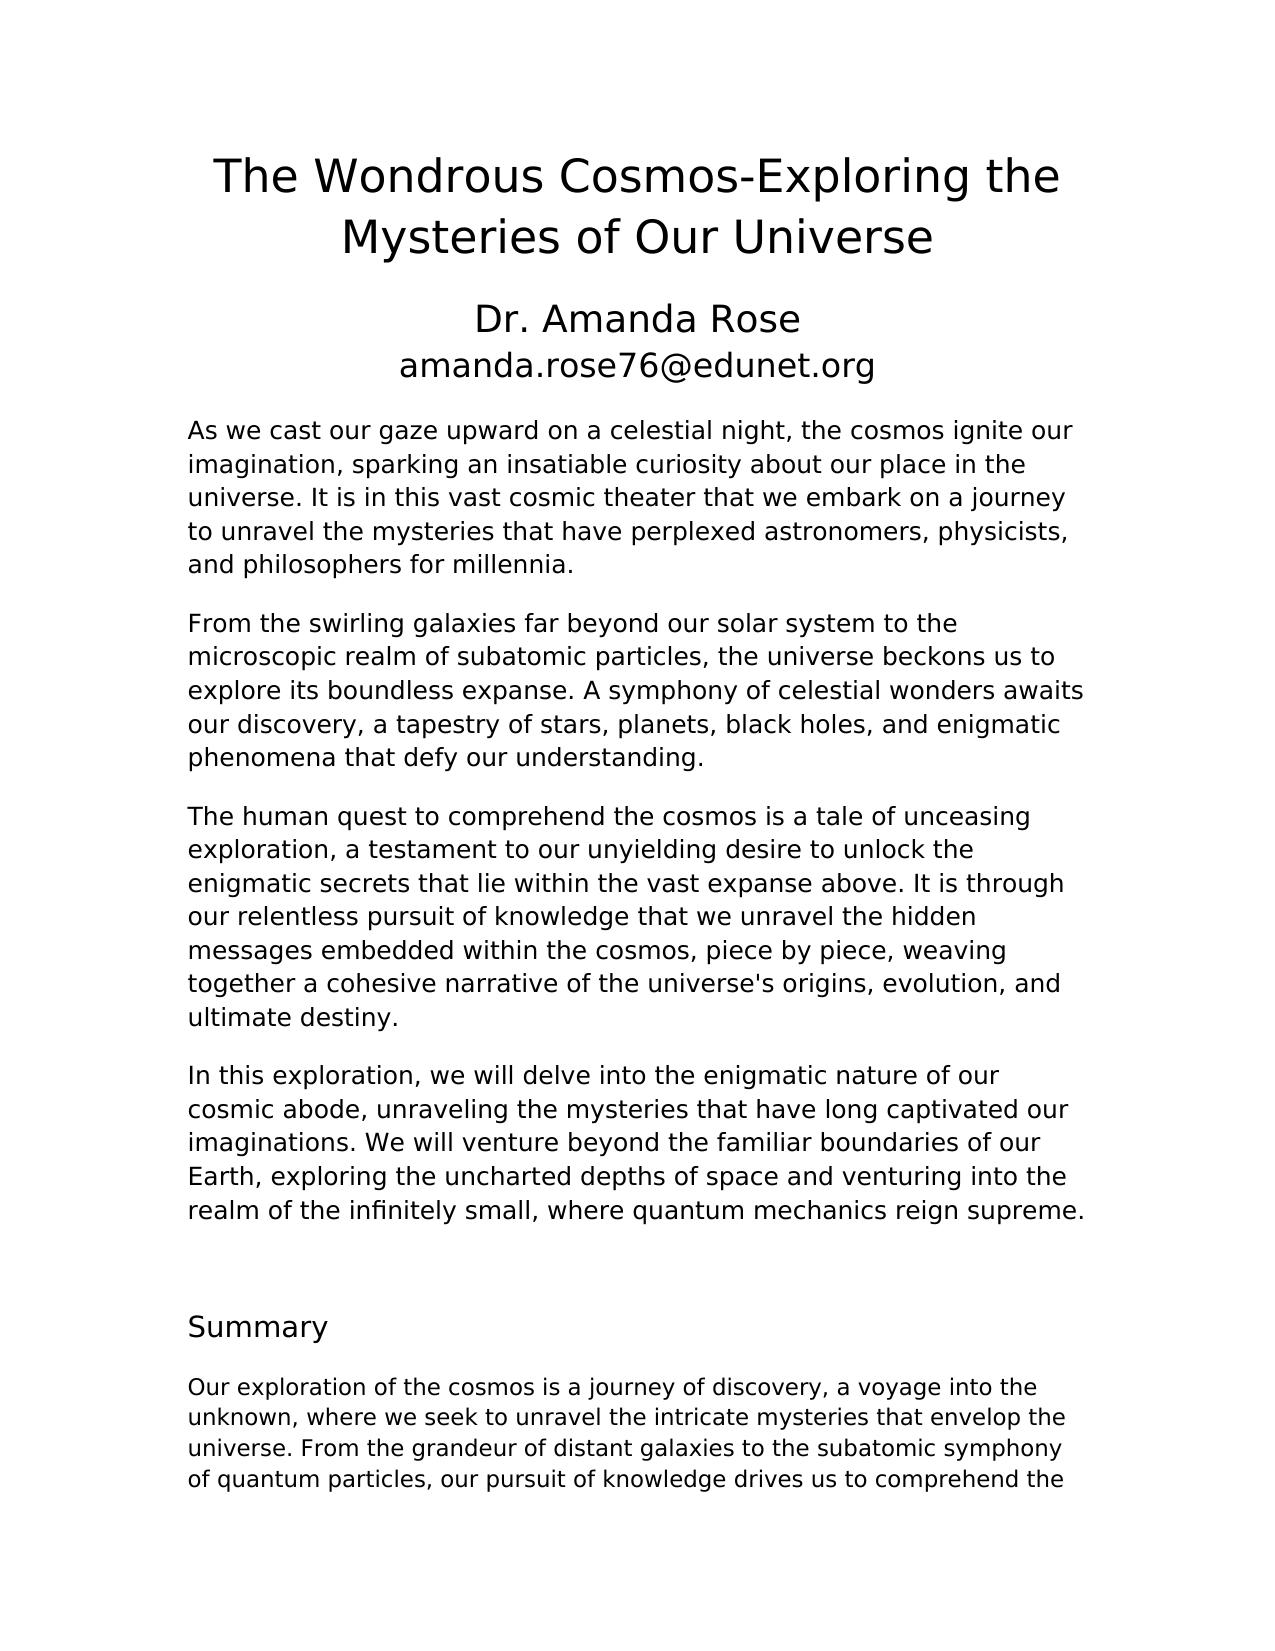 The Wondrous Cosmos-Exploring the
Mysteries of Our Universe
Dr. Amanda Rose
amanda.rose76@edunet.org
As we cast our gaze upward on a celestial night, the cosmos ignite our
imagination, sparking an insatiable curiosity about our place in the
universe. It is in this vast cosmic theater that we embark on a journey
to unravel the mysteries that have perplexed astronomers, physicists,
and philosophers for millennia.
From the swirling galaxies far beyond our solar system to the
microscopic realm of subatomic particles, the universe beckons us to
explore its boundless expanse. A symphony of celestial wonders awaits
our discovery, a tapestry of stars, planets, black holes, and enigmatic
phenomena that defy our understanding.
The human quest to comprehend the cosmos is a tale of unceasing
exploration, a testament to our unyielding desire to unlock the
enigmatic secrets that lie within the vast expanse above. It is through
our relentless pursuit of knowledge that we unravel the hidden
messages embedded within the cosmos, piece by piece, weaving
together a cohesive narrative of the universe's origins, evolution, and
ultimate destiny.
In this exploration, we will delve into the enigmatic nature of our
cosmic abode, unraveling the mysteries that have long captivated our
imaginations. We will venture beyond the familiar boundaries of our
Earth, exploring the uncharted depths of space and venturing into the
realm of the infinitely small, where quantum mechanics reign supreme.
Summary
Our exploration of the cosmos is a journey of discovery, a voyage into the
unknown, where we seek to unravel the intricate mysteries that envelop the
universe. From the grandeur of distant galaxies to the subatomic symphony
of quantum particles, our pursuit of knowledge drives us to comprehend the